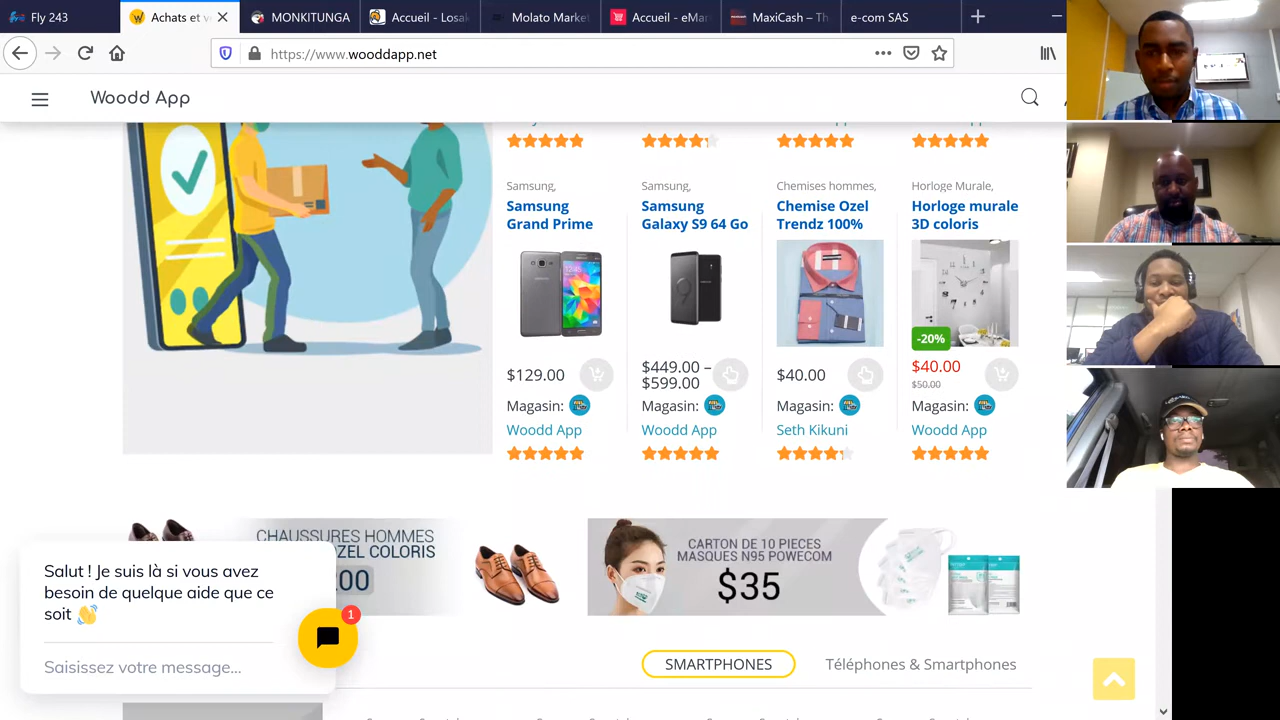 Fly 243
Achats et v
MONKITUNGA
Accueil - Losa
Molato Market
Accueil - eMar
MaxiCash – Th
e-com SAS
https://www.wooddapp.net
Woodd App
Samsung,
Samsung
Grand Prime
$129.00
Magasin:
Woodd App
Samsung,
Samsung
Galaxy S9 64 Go
$449.00 –
$599.00
Magasin:
Woodd App
Chemises hommes,
Chemise Ozel
Trendz 100%
$40.00
Magasin:
Seth Kikuni
Horloge Murale,
Horloge murale
3D coloris
-20%
$40.00
$50.00
Magasin:
Woodd App
CHAUSSURES HOMMES
OZEL COLORIS
00
CARTON DE 10 PIECES
MASQUES N95 POWECOM
$35
Salut ! Je suis là si vous avez
besoin de quelque aide que ce
soit 👋
1
Saisissez votre message...
SMARTPHONES
Téléphones & Smartphones